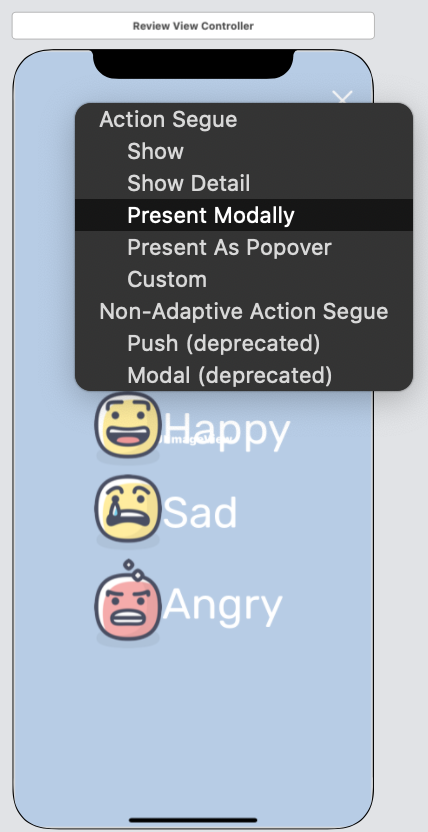 Review View Controller
Action Segue
Show
Show Detail
Present Modally
Present As Popover
Custom
Non-Adaptive Action Segue
Push (deprecated)
Modal (deprecated)
Happy
Sad
Angry